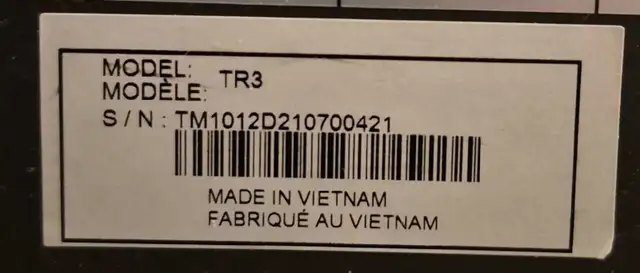 MODEL: TR3
MODÈLE:
S / N : TM1012D210700421
MADE IN VIETNAM
FABRIQUÉ AU VIETNAM